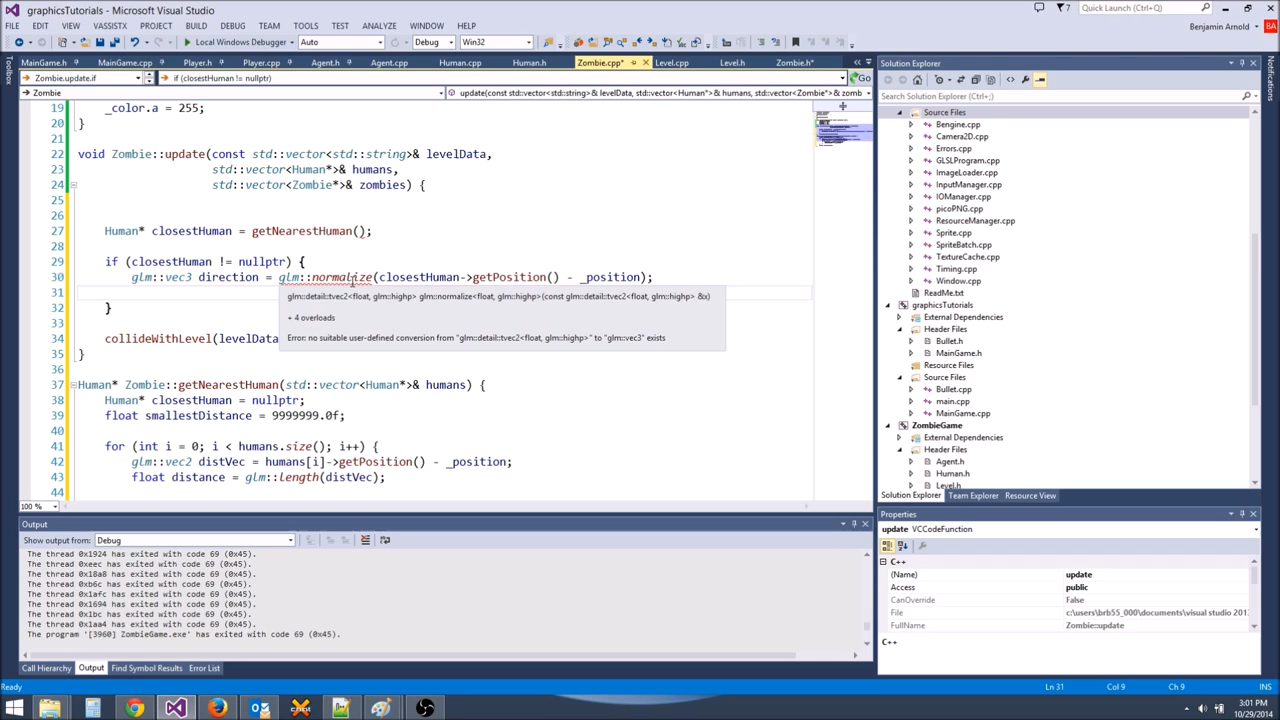 graphicsTutorials - Microsoft Visual Studio
7
Quick Launch (Ctrl+;)
FILE EDIT VIEW VASSISTX PROJECT BUILD DEBUG TEAM TOOLS TEST ANALYZE WINDOW HELP
Benjamin Arnold BA
Local Windows Debugger Auto Debug Win32
Toolbox
MainGame.h MainGame.cpp Player.h Player.cpp Agent.h Agent.cpp Human.cpp Human.h Zombie.cpp* Level.cpp Level.h Zombie.h*
Zombie.update.if if (closestHuman != nullptr) Go
Zombie update(const std::vector<std::string>& levelData, std::vector<Human*>& humans, std::vector<Zombie*>& zomb
19 _color.a = 255;
20 }
21
22 void Zombie::update(const std::vector<std::string>& levelData,
23 std::vector<Human*>& humans,
24 std::vector<Zombie*>& zombies) {
25
26
27 Human* closestHuman = getNearestHuman();
28
29 if (closestHuman != nullptr) {
30 glm::vec3 direction = glm::normalize(closestHuman->getPosition() - _position);
31
glm::detail::tvec2<float, glm::highp> glm::normalize<float, glm::highp>(const glm::detail::tvec2<float, glm::highp> &x)
32 }
+ 4 overloads
33
Error: no suitable user-defined conversion from "glm::detail::tvec2<float, glm::highp>" to "glm::vec3" exists
34 collideWithLevel(levelData
35 }
36
37 Human* Zombie::getNearestHuman(std::vector<Human*>& humans) {
38 Human* closestHuman = nullptr;
39 float smallestDistance = 9999999.0f;
40
41 for (int i = 0; i < humans.size(); i++) {
42 glm::vec2 distVec = humans[i]->getPosition() - _position;
43 float distance = glm::length(distVec);
44
100 %
Output
Show output from: Debug
The thread 0x1924 has exited with code 69 (0x45).
The thread 0xeec has exited with code 69 (0x45).
The thread 0x18a8 has exited with code 69 (0x45).
The thread 0xb6c has exited with code 69 (0x45).
The thread 0x1afc has exited with code 69 (0x45).
The thread 0x1694 has exited with code 69 (0x45).
The thread 0x1bc has exited with code 69 (0x45).
The thread 0x1aa4 has exited with code 69 (0x45).
The program '[3960] ZombieGame.exe' has exited with code 69 (0x45).
Call Hierarchy Output Find Symbol Results Error List
Solution Explorer
Search Solution Explorer (Ctrl+;)
Source Files
Bengine.cpp
Camera2D.cpp
Errors.cpp
GLSLProgram.cpp
ImageLoader.cpp
InputManager.cpp
IOManager.cpp
picoPNG.cpp
ResourceManager.cpp
Sprite.cpp
SpriteBatch.cpp
TextureCache.cpp
Timing.cpp
Window.cpp
ReadMe.txt
graphicsTutorials
External Dependencies
Header Files
Bullet.h
MainGame.h
Resource Files
Source Files
Bullet.cpp
main.cpp
MainGame.cpp
ZombieGame
External Dependencies
Header Files
Agent.h
Human.h
Level.h
Solution Explorer Team Explorer Resource View
Properties
update VCCodeFunction
C++
(Name) update
Access public
CanOverride False
File c:\users\brb55_000\documents\visual studio 201
FullName Zombie::update
C++
Notifications
Ready Ln 31 Col 9 Ch 9 INS
3:01 PM
10/29/2014